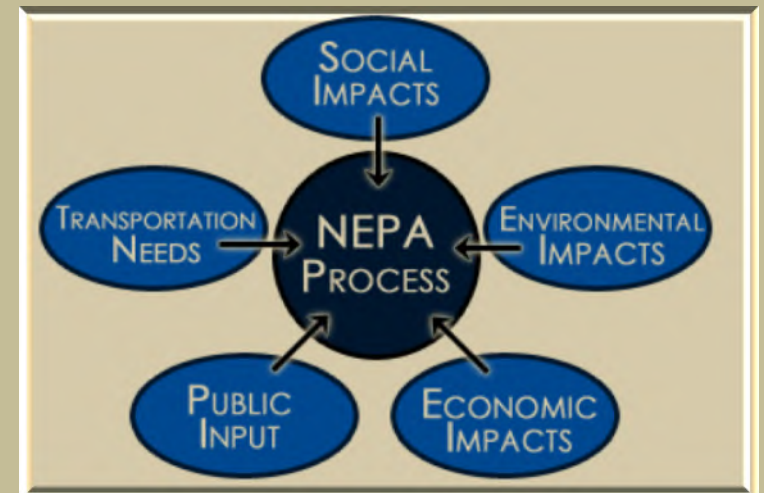 SOCIAL
IMPACTS
TRANSPORTATION
NEEDS
NEPA
PROCESS
ENVIRONMENTAL
IMPACTS
PUBLIC
INPUT
ECONOMIC
IMPACTS